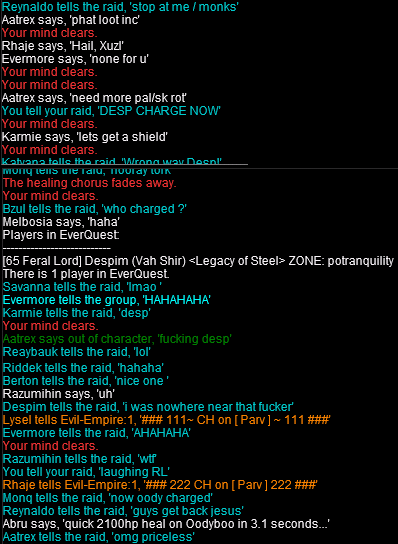 Reynaldo tells the raid, 'stop at me / monks'
Aatrex says, 'phat loot inc'
Your mind clears.
Rhaje says, 'Hail, Xuzl'
Evermore says, 'none for u'
Your mind clears.
Your mind clears.
Aatrex says, 'need more pal/sk rot'
You tell your raid, 'DESP CHARGE NOW'
Your mind clears.
Karmie says, 'lets get a shield'
Your mind clears.
Katyana tells the raid, 'Wrong way Desp!'
Monq tells the raid, 'hooray tork'
The healing chorus fades away.
Your mind clears.
Bzul tells the raid, 'who charged ?'
Melbosia says, 'haha'
Players in EverQuest:
---------------------------
[65 Feral Lord] Despim (Vah Shir) <Legacy of Steel> ZONE: potranquility
There is 1 player in EverQuest.
Savanna tells the raid, 'lmao '
Evermore tells the group, 'HAHAHAHA'
Karmie tells the raid, 'desp'
Your mind clears.
Aatrex says out of character, 'fucking desp'
Reaybauk tells the raid, 'lol'
Riddek tells the raid, 'hahaha'
Berton tells the raid, 'nice one '
Razumihin says, 'uh'
Despim tells the raid, 'i was nowhere near that fucker'
Lysel tells Evil-Empire:1, '### 111~ CH on [ Parv ] ~ 111 ###'
Evermore tells the raid, 'AHAHAHA'
Your mind clears.
Razumihin tells the raid, 'wtf'
You tell your raid, 'laughing RL'
Rhaje tells Evil-Empire:1, '### 222 CH on [ Parv ] 222 ###'
Monq tells the raid, 'now oody charged'
Reynaldo tells the raid, 'guys get back jesus'
Abru says, 'quick 2100hp heal on Oodyboo in 3.1 seconds...'
Aatrex tells the raid, 'omg priceless'